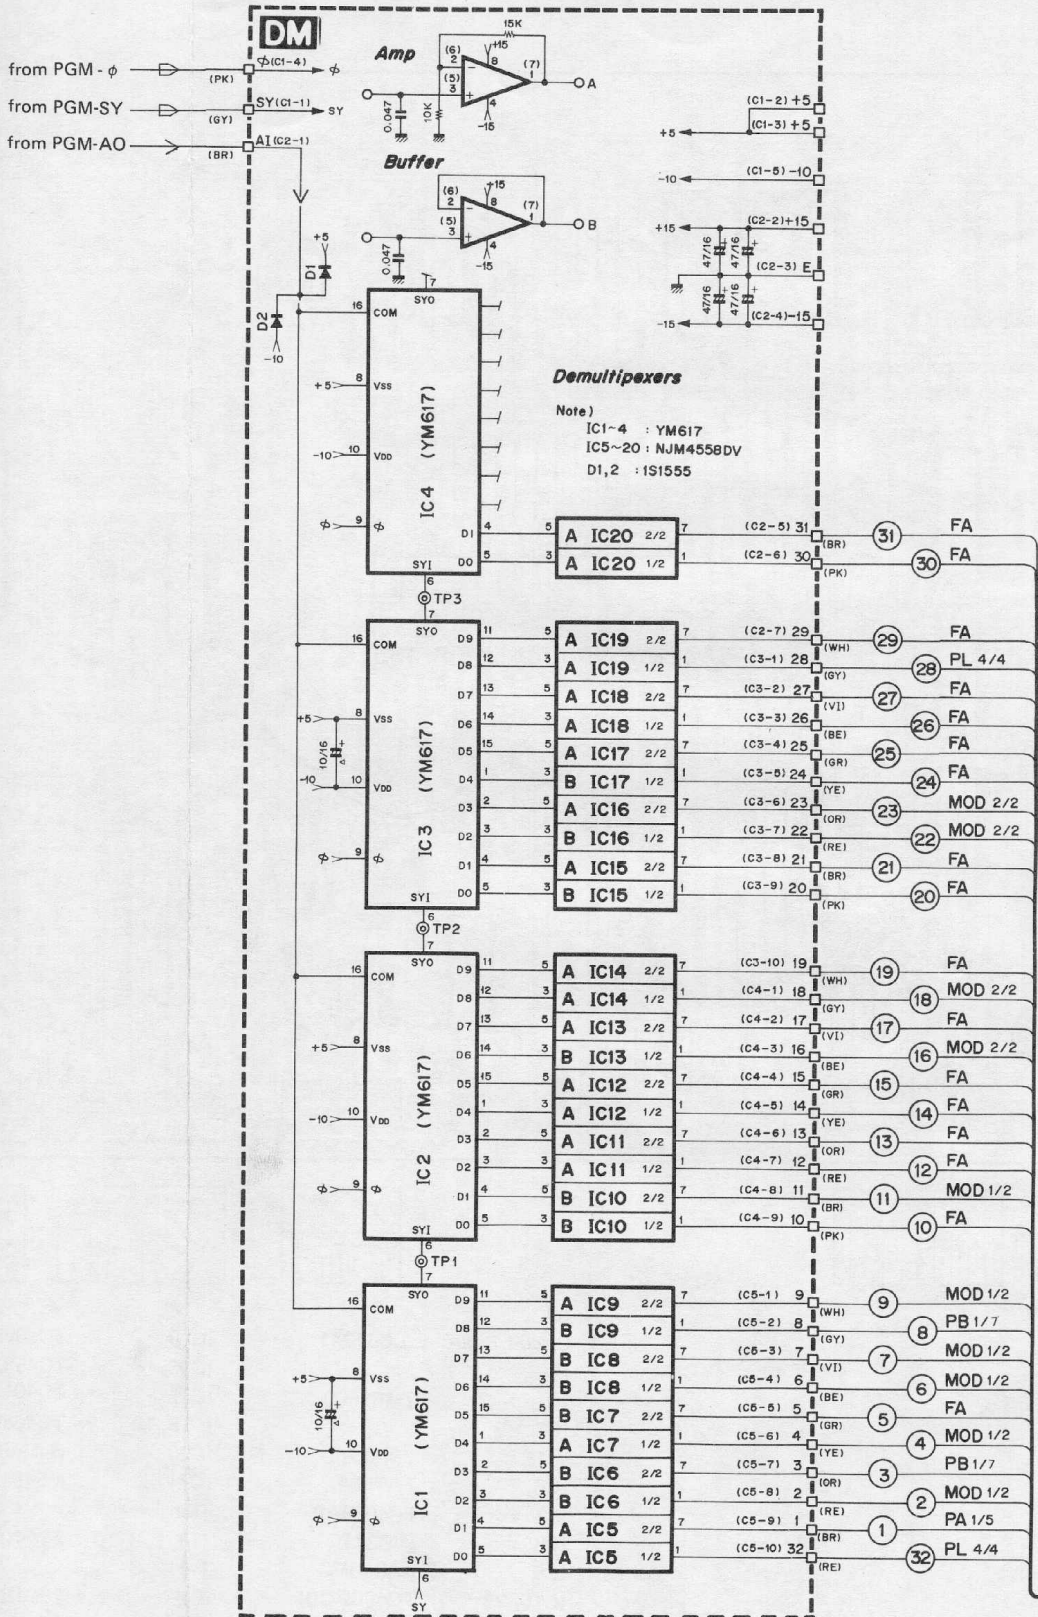 DM
from PGM - φ
(PK)
φ(C1-4)
φ
from PGM-SY
(GY)
SY(C1-1)
SY
from PGM-AO
(BR)
AI(C2-1)
Amp
15K
(6)
2
+15
8
(7)
1
A
(5)
3
4
-15
0.047
10K
Buffer
(6)
2
+15
8
(7)
1
B
(5)
3
4
-15
0.047
(C1-2) +5
+5
(C1-3) +5
-10
(C1-5) -10
+15
(C2-2)+15
47/16
47/16
(C2-3) E
47/16
47/16
-15
(C2-4)-15
+5
D1
D2
-10
7
SYO
16
COM
+5
8
VSS
-10
10
VDD
φ
9
φ
IC4
(YM617)
D1
4
D0
5
SYI
6
TP3
Demultipexers
Note)
IC1~4 : YM617
IC5~20 : NJM4558DV
D1,2 : 1S1555
5 A IC20 2/2 7 (C2-5) 31 (BR) 31 FA
3 A IC20 1/2 1 (C2-6) 30 (PK) 30 FA
7
SYO
16
COM
+5
8
VSS
10/16
-10
10
VDD
φ
9
φ
IC3
(YM617)
SYI
6
TP2
D9 11 5 A IC19 2/2 7 (C2-7) 29 (WH) 29 FA
D8 12 3 A IC19 1/2 1 (C3-1) 28 (GY) 28 PL 4/4
D7 13 5 A IC18 2/2 7 (C3-2) 27 (VI) 27 FA
D6 14 3 A IC18 1/2 1 (C3-3) 26 (BE) 26 FA
D5 15 5 A IC17 2/2 7 (C3-4) 25 (GR) 25 FA
D4 1 3 B IC17 1/2 1 (C3-5) 24 (YE) 24 FA
D3 2 5 A IC16 2/2 7 (C3-6) 23 (OR) 23 MOD 2/2
D2 3 3 B IC16 1/2 1 (C3-7) 22 (RE) 22 MOD 2/2
D1 4 5 A IC15 2/2 7 (C3-8) 21 (BR) 21 FA
D0 5 3 B IC15 1/2 1 (C3-9) 20 (PK) 20 FA
7
SYO
16
COM
+5
8
VSS
-10
10
VDD
φ
9
φ
IC2
(YM617)
SYI
6
TP1
D9 11 5 A IC14 2/2 7 (C3-10) 19 (WH) 19 FA
D8 12 3 A IC14 1/2 1 (C4-1) 18 (GY) 18 MOD 2/2
D7 13 5 A IC13 2/2 7 (C4-2) 17 (VI) 17 FA
D6 14 3 B IC13 1/2 1 (C4-3) 16 (BE) 16 MOD 2/2
D5 15 5 A IC12 2/2 7 (C4-4) 15 (GR) 15 FA
D4 1 3 A IC12 1/2 1 (C4-5) 14 (YE) 14 FA
D3 2 5 A IC11 2/2 7 (C4-6) 13 (OR) 13 FA
D2 3 3 A IC11 1/2 1 (C4-7) 12 (RE) 12 FA
D1 4 5 B IC10 2/2 7 (C4-8) 11 (BR) 11 MOD 1/2
D0 5 3 B IC10 1/2 1 (C4-9) 10 (PK) 10 FA
7
SYO
16
COM
+5
8
VSS
10/16
-10
10
VDD
φ
9
φ
IC1
(YM617)
SYI
6
SY
D9 11 5 A IC9 2/2 7 (C5-1) 9 (WH) 9 MOD 1/2
D8 12 3 B IC9 1/2 1 (C5-2) 8 (GY) 8 PB 1/7
D7 13 5 B IC8 2/2 7 (C5-3) 7 (VI) 7 MOD 1/2
D6 14 3 B IC8 1/2 1 (C5-4) 6 (BE) 6 MOD 1/2
D5 15 5 B IC7 2/2 7 (C5-5) 5 (GR) 5 FA
D4 1 3 A IC7 1/2 1 (C5-6) 4 (YE) 4 MOD 1/2
D3 2 5 B IC6 2/2 7 (C5-7) 3 (OR) 3 PB 1/7
D2 3 3 B IC6 1/2 1 (C5-8) 2 (RE) 2 MOD 1/2
D1 4 5 A IC5 2/2 7 (C5-9) 1 (BR) 1 PA 1/5
D0 5 3 A IC5 1/2 1 (C5-10) 32 (RE) 32 PL 4/4